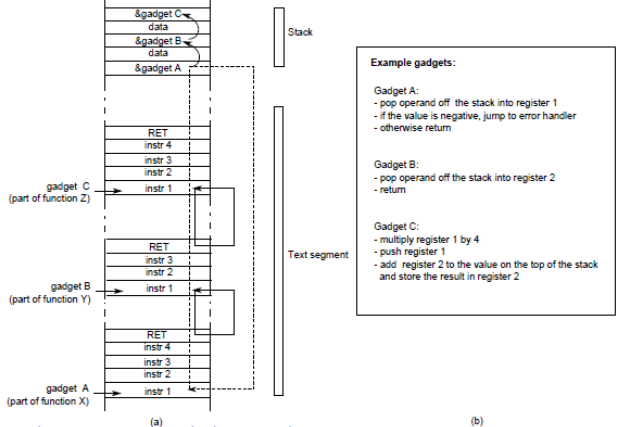 &gadget C
data
&gadget B
data
&gadget A
Stack
RET
instr 4
instr 3
instr 2
instr 1
gadget C
(part of function Z)
RET
instr 3
instr 2
instr 1
gadget B
(part of function Y)
Text segment
RET
instr 4
instr 3
instr 2
instr 1
gadget A
(part of function X)
(a)
Example gadgets:
Gadget A:
- pop operand off the stack into register 1
- if the value is negative, jump to error handler
- otherwise return
Gadget B:
- pop operand off the stack into register 2
- return
Gadget C:
- multiply register 1 by 4
- push register 1
- add register 2 to the value on the top of the stack
and store the result in register 2
(b)